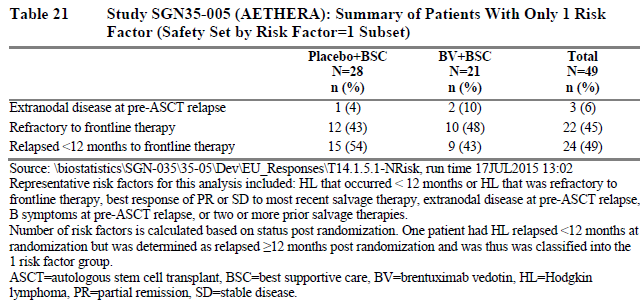 Table 21 Study SGN35-005 (AETHERA): Summary of Patients With Only 1 Risk
Factor (Safety Set by Risk Factor=1 Subset)
Placebo+BSC BV+BSC Total
N=28 N=21 N=49
n (%) n (%) n (%)
Extranodal disease at pre-ASCT relapse 1 (4) 2 (10) 3 (6)
Refractory to frontline therapy 12 (43) 10 (48) 22 (45)
Relapsed <12 months to frontline therapy 15 (54) 9 (43) 24 (49)
Source: \biostatistics\SGN-035\35-05\Dev\EU_Responses\T14.1.5.1-NRisk, run time 17JUL2015 13:02
Representative risk factors for this analysis included: HL that occurred < 12 months or HL that was refractory to
frontline therapy, best response of PR or SD to most recent salvage therapy, extranodal disease at pre-ASCT relapse,
B symptoms at pre-ASCT relapse, or two or more prior salvage therapies.
Number of risk factors is calculated based on status post randomization. One patient had HL relapsed <12 months at
randomization but was determined as relapsed ≥12 months post randomization and was thus was classified into the
1 risk factor group.
ASCT=autologous stem cell transplant, BSC=best supportive care, BV=brentuximab vedotin, HL=Hodgkin
lymphoma, PR=partial remission, SD=stable disease.